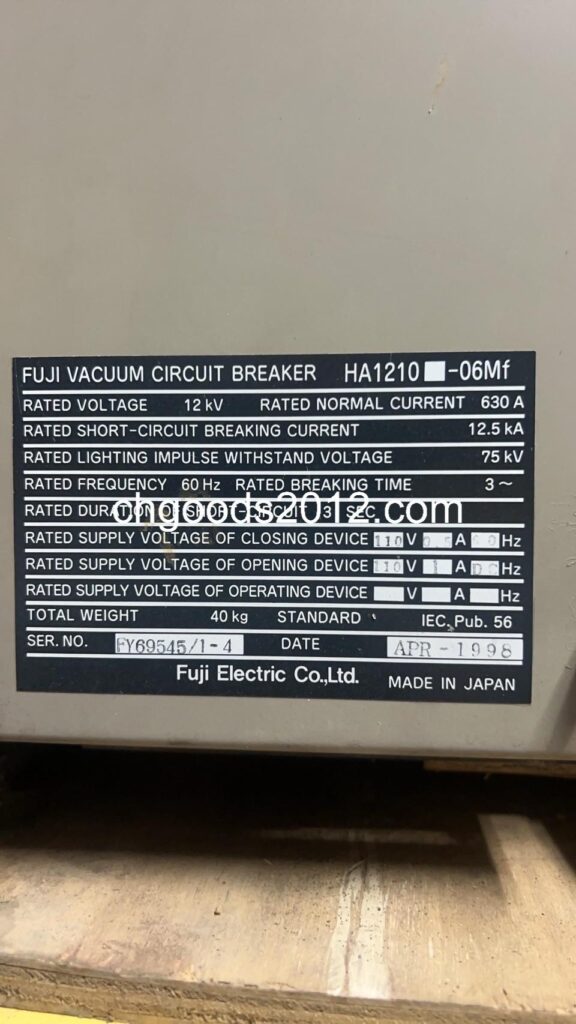 FUJI VACUUM CIRCUIT BREAKER HA1210 -06Mf
RATED VOLTAGE 12 kV RATED NORMAL CURRENT 630 A
RATED SHORT-CIRCUIT BREAKING CURRENT 12.5 kA
RATED LIGHTING IMPULSE WITHSTAND VOLTAGE 75 kV
RATED FREQUENCY 60 Hz RATED BREAKING TIME 3 ~
RATED DURATION OF SHORT-CIRCUIT 3 SEC
chgoods2012.com
RATED SUPPLY VOLTAGE OF CLOSING DEVICE 110 V A Hz
RATED SUPPLY VOLTAGE OF OPENING DEVICE 110 V 1 A Hz
RATED SUPPLY VOLTAGE OF OPERATING DEVICE V A Hz
TOTAL WEIGHT 40 kg STANDARD IEC. Pub. 56
SER. NO. FY69545/1-4 DATE APR-1998
Fuji Electric Co.,Ltd. MADE IN JAPAN